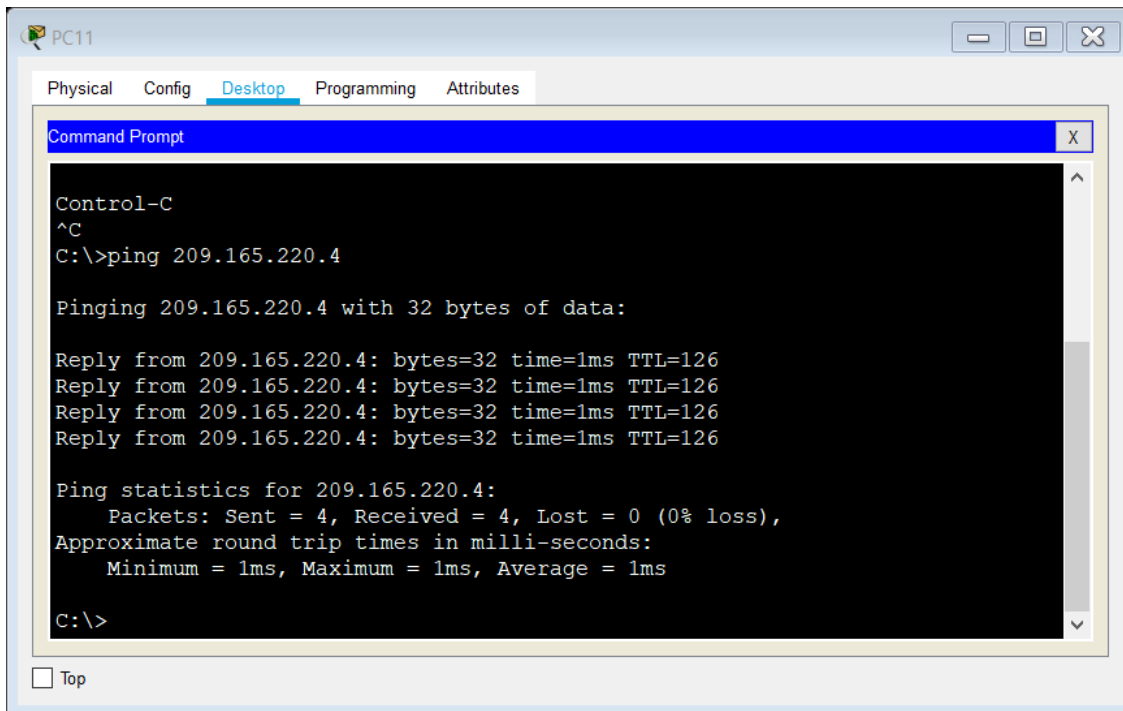 PC11
Physical Config Desktop Programming Attributes
Command Prompt X
Control-C
^C
C:\>ping 209.165.220.4
Pinging 209.165.220.4 with 32 bytes of data:
Reply from 209.165.220.4: bytes=32 time=1ms TTL=126
Reply from 209.165.220.4: bytes=32 time=1ms TTL=126
Reply from 209.165.220.4: bytes=32 time=1ms TTL=126
Reply from 209.165.220.4: bytes=32 time=1ms TTL=126
Ping statistics for 209.165.220.4:
Packets: Sent = 4, Received = 4, Lost = 0 (0% loss),
Approximate round trip times in milli-seconds:
Minimum = 1ms, Maximum = 1ms, Average = 1ms
C:\>
Top